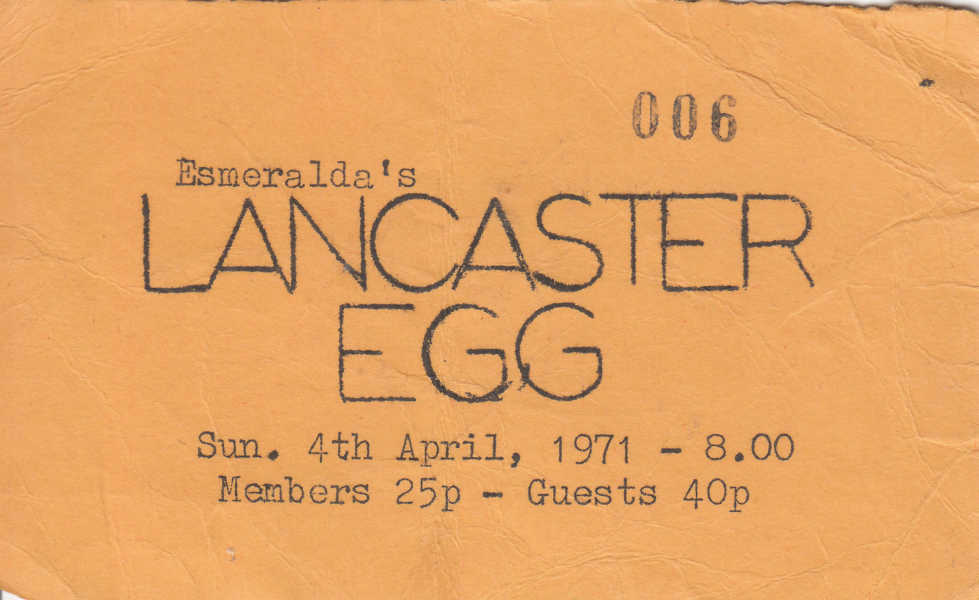 006
Esmeralda's
LANCASTER
EGG
Sun. 4th April, 1971 - 8.00
Members 25p - Guests 40p